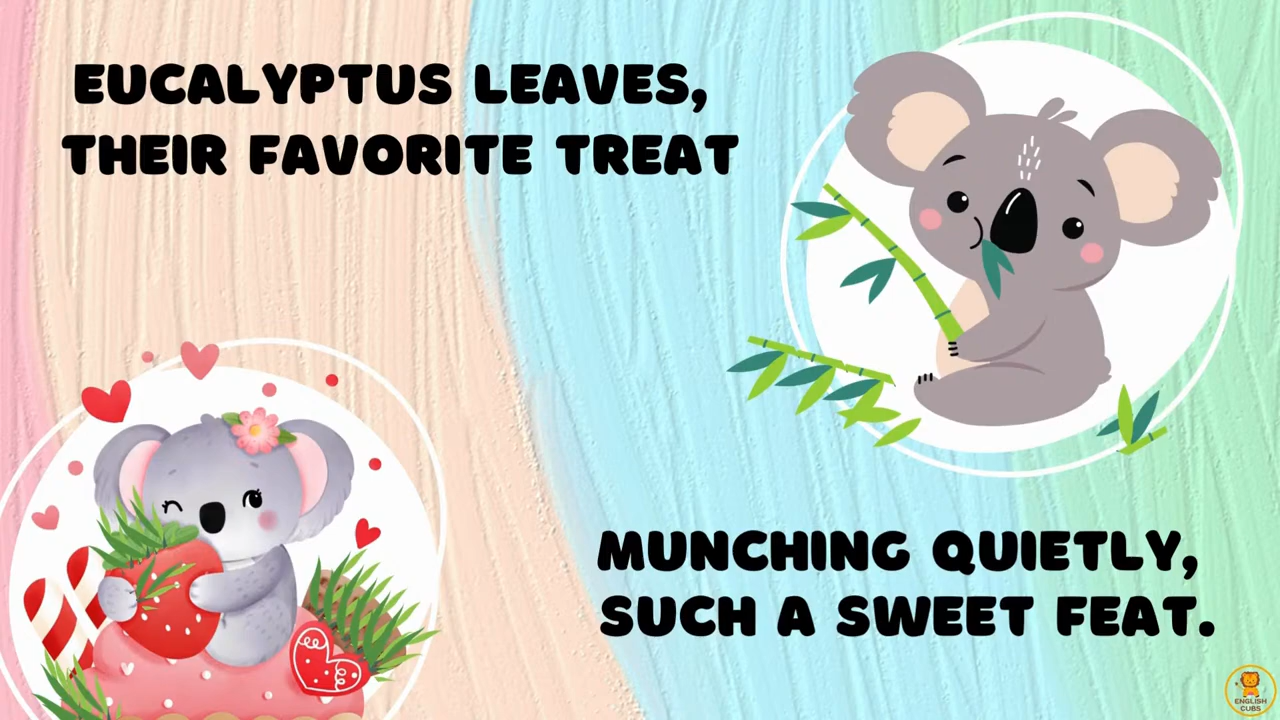 EUCALYPTUS LEAVES,
THEIR FAVORITE TREAT
MUNCHING QUIETLY,
SUCH A SWEET FEAT.
ENGLISH
CUBS